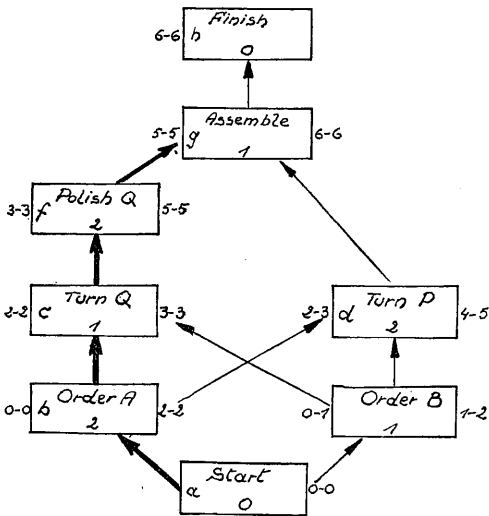 Finish
6-6 h
0
Assemble
5-5 g 6-6
1
Polish Q
3-3 f 5-5
2
Turn Q
2-2 c 3-3
1
Turn P
2-3 d 4-5
2
Order A
0-0 b 2-2
2
Order B
0-1 1-2
1
Start
a 0-0
0